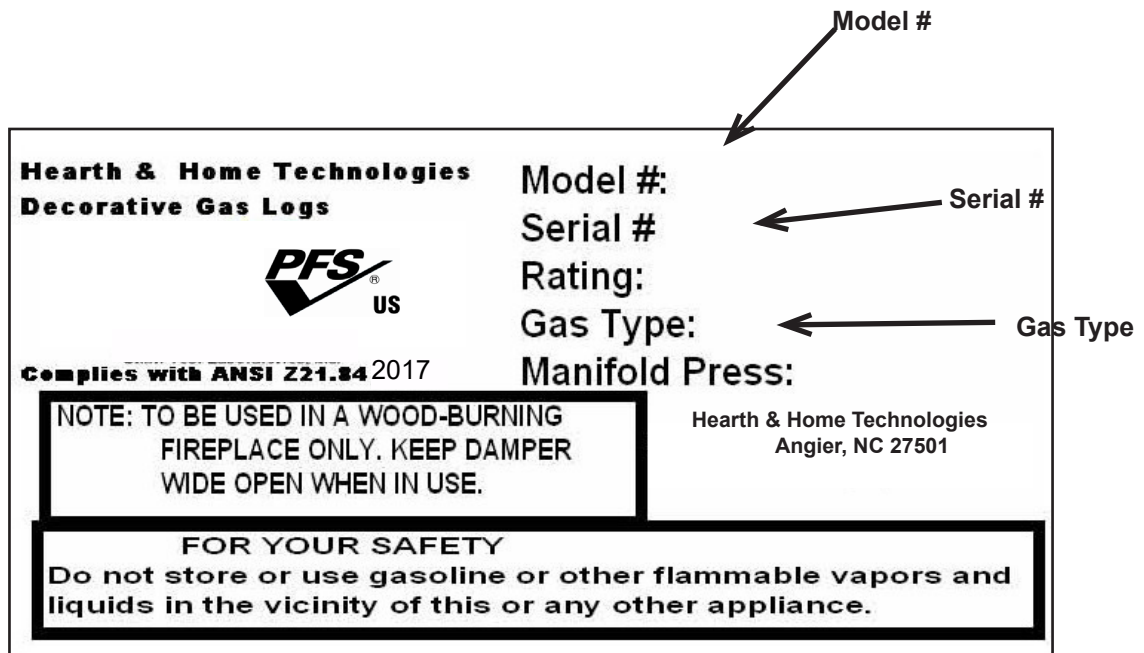 Model #
Hearth & Home Technologies
Decorative Gas Logs
PFS
®
US
Complies with ANSI Z21.84 2017
Model #:
Serial #
Rating:
Gas Type:
Manifold Press:
Serial #
Gas Type
Hearth & Home Technologies
Angier, NC 27501
NOTE: TO BE USED IN A WOOD-BURNING
FIREPLACE ONLY. KEEP DAMPER
WIDE OPEN WHEN IN USE.
FOR YOUR SAFETY
Do not store or use gasoline or other flammable vapors and
liquids in the vicinity of this or any other appliance.